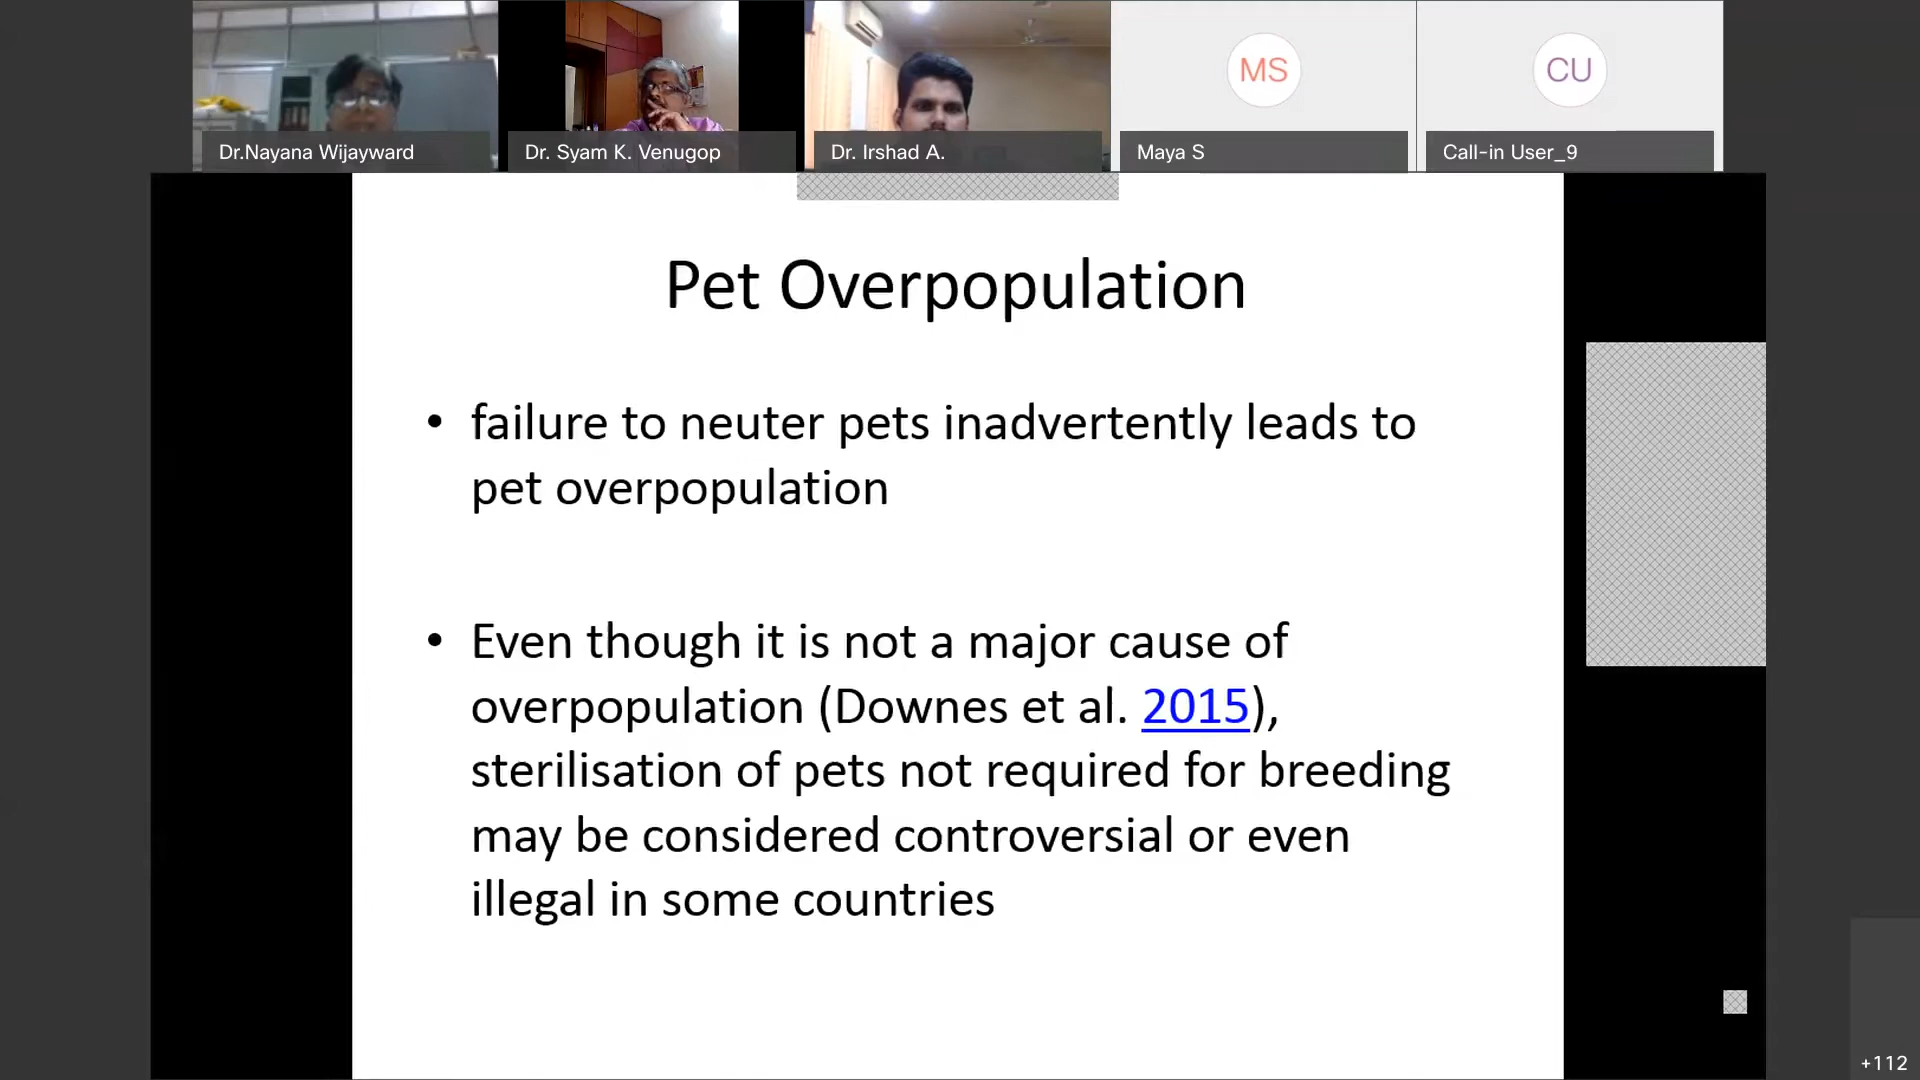 Dr.Nayana Wijayward
Dr. Syam K. Venugop
Dr. Irshad A.
MS
Maya S
CU
Call-in User_9
Pet Overpopulation
• failure to neuter pets inadvertently leads to
pet overpopulation
• Even though it is not a major cause of
overpopulation (Downes et al. 2015),
sterilisation of pets not required for breeding
may be considered controversial or even
illegal in some countries
+112